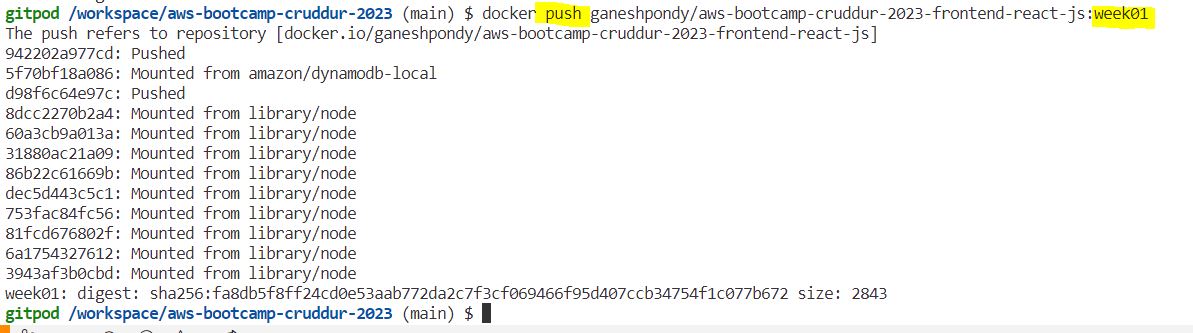 gitpod /workspace/aws-bootcamp-cruddur-2023 (main) $ docker push ganeshpondy/aws-bootcamp-cruddur-2023-frontend-react-js:week01
The push refers to repository [docker.io/ganeshpondy/aws-bootcamp-cruddur-2023-frontend-react-js]
942202a977cd: Pushed
5f70bf18a086: Mounted from amazon/dynamodb-local
d98f6c64e97c: Pushed
8dcc2270b2a4: Mounted from library/node
60a3cb9a013a: Mounted from library/node
31880ac21a09: Mounted from library/node
86b22c61669b: Mounted from library/node
dec5d443c5c1: Mounted from library/node
753fac84fc56: Mounted from library/node
81fcd676802f: Mounted from library/node
6a1754327612: Mounted from library/node
3943af3b0cbd: Mounted from library/node
week01: digest: sha256:fa8db5f8ff24cd0e53aab772da2c7f3cf069466f95d407ccb34754f1c077b672 size: 2843
gitpod /workspace/aws-bootcamp-cruddur-2023 (main) $